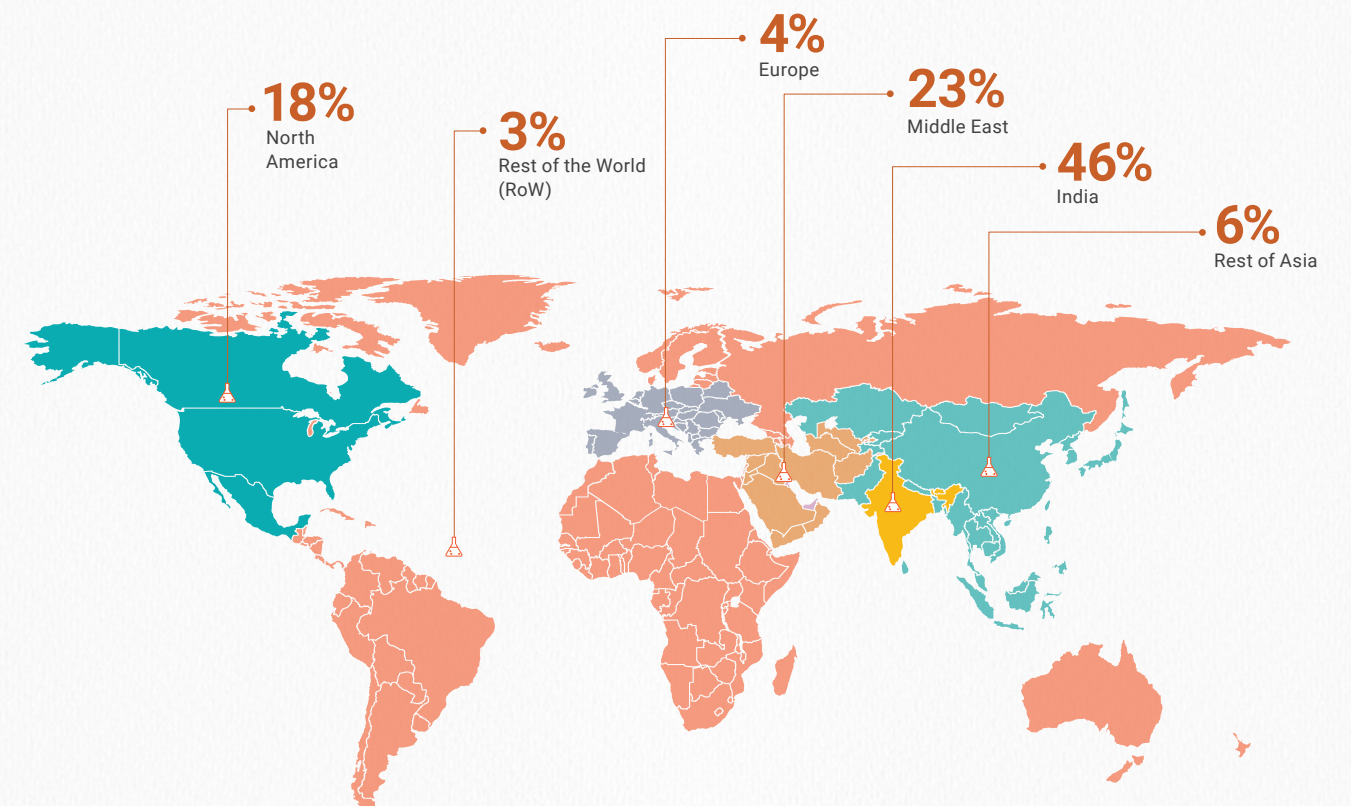 4%
Europe
23%
Middle East
18%
North
America
3%
Rest of the World
(RoW)
46%
India
6%
Rest of Asia